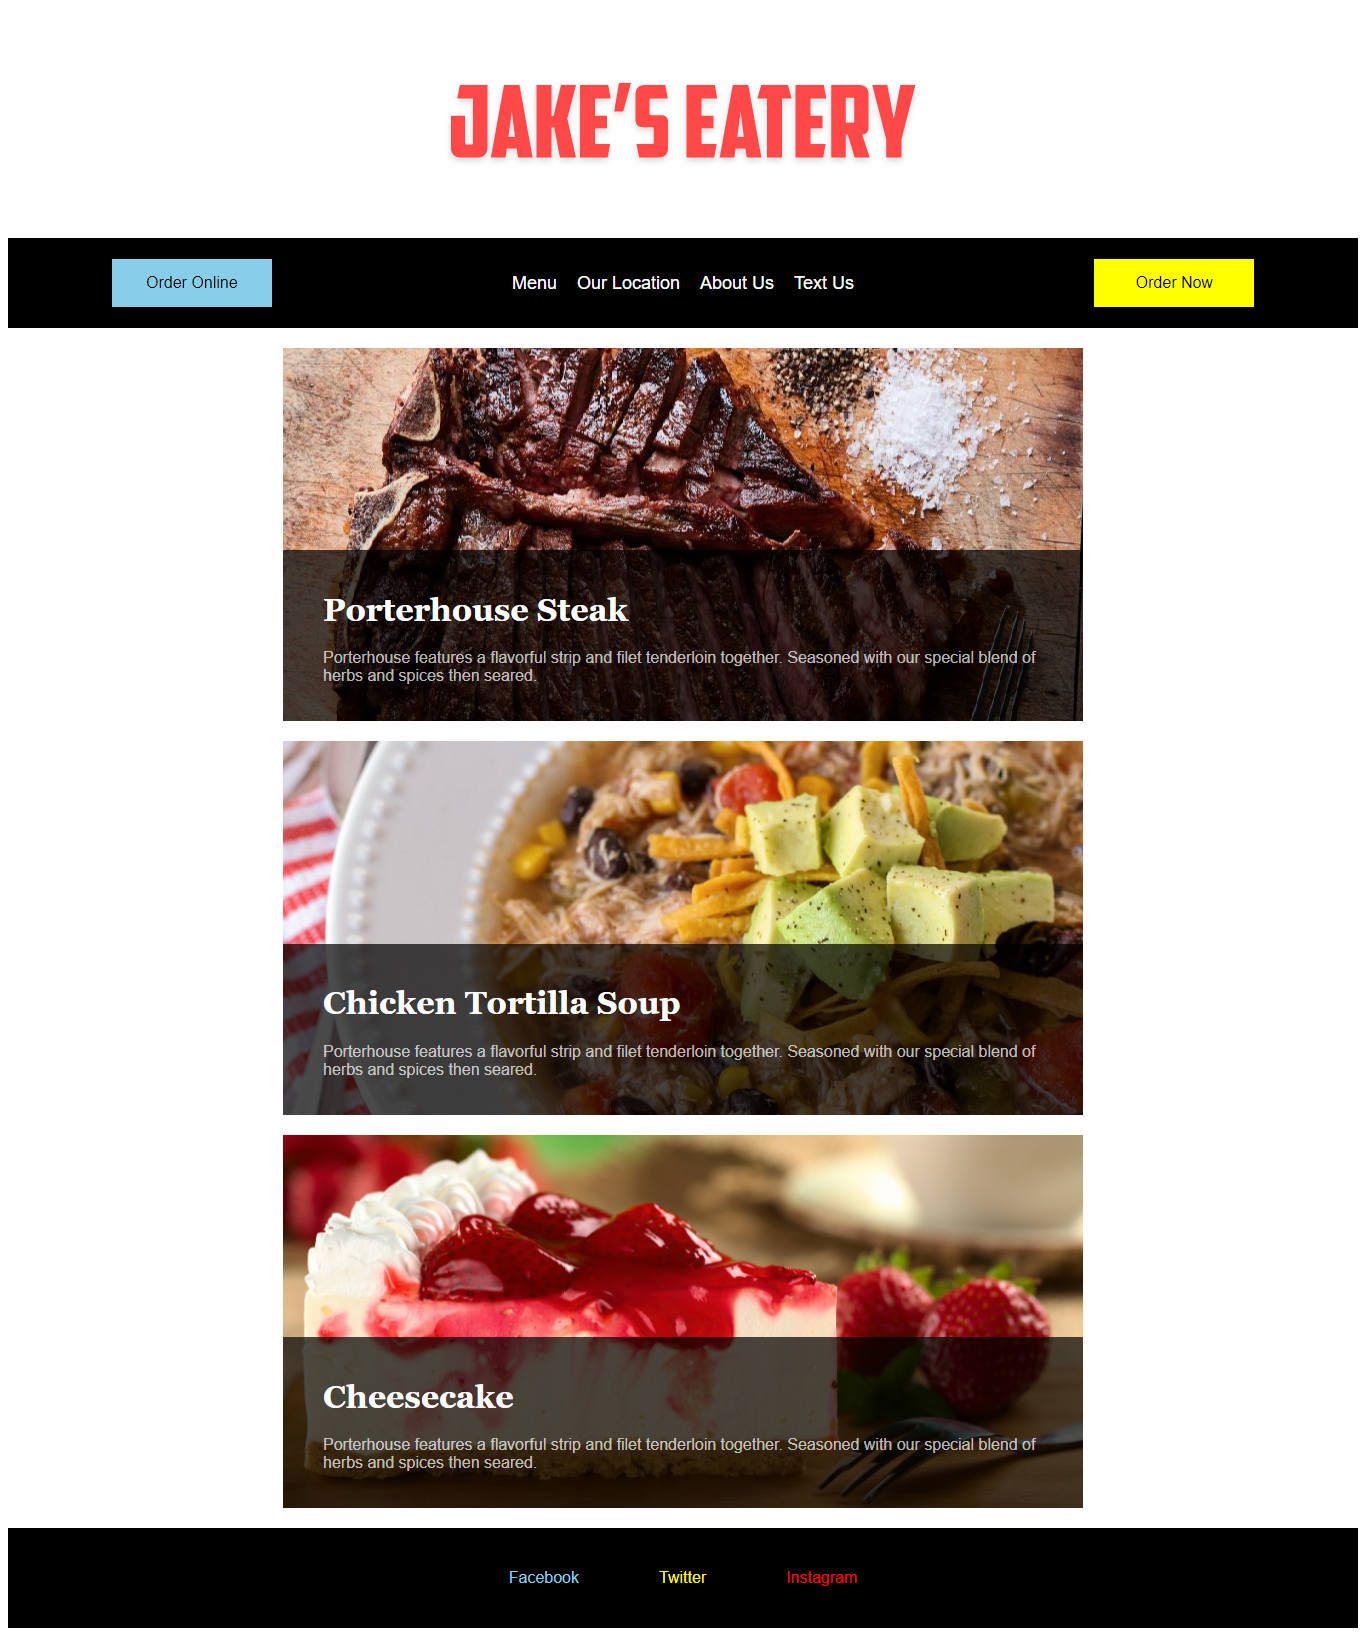 JAKE'S EATERY
Order Online
Menu Our Location About Us Text Us
Order Now
Porterhouse Steak
Porterhouse features a flavorful strip and filet tenderloin together. Seasoned with our special blend of
herbs and spices then seared.
Chicken Tortilla Soup
Porterhouse features a flavorful strip and filet tenderloin together. Seasoned with our special blend of
herbs and spices then seared.
Cheesecake
Porterhouse features a flavorful strip and filet tenderloin together. Seasoned with our special blend of
herbs and spices then seared.
Facebook Twitter Instagram